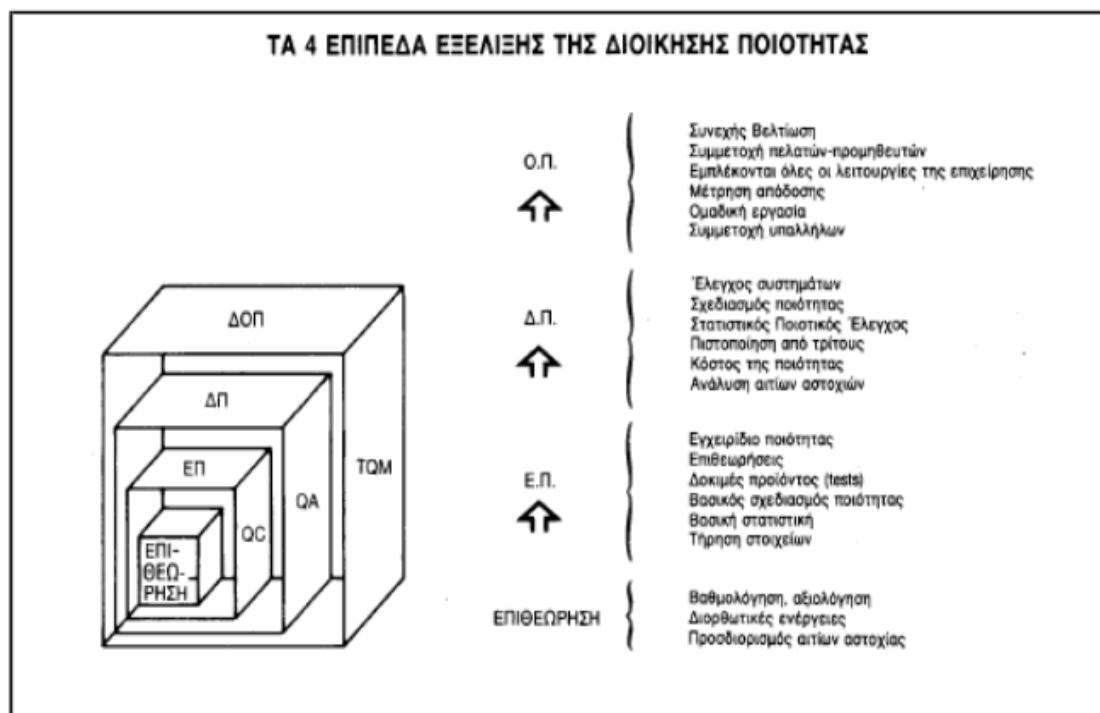 ΤΑ 4 ΕΠΙΠΕΔΑ ΕΞΕΛΙΞΗΣ ΤΗΣ ΔΙΟΙΚΗΣΗΣ ΠΟΙΟΤΗΤΑΣ
ΔΟΠ
ΔΠ
ΕΠ
ΕΠΙ-
ΘΕΩ-
ΡΗΣΗ
QC
QA
TQM
Ο.Π.
Συνεχής Βελτίωση
Συμμετοχή πελατών-προμηθευτών
Εμπλέκονται όλες οι λειτουργίες της επιχείρησης
Μέτρηση απόδοσης
Ομαδική εργασία
Συμμετοχή υπαλλήλων
Δ.Π.
Έλεγχος συστημάτων
Σχεδιασμός ποιότητας
Στατιστικός Ποιοτικός Έλεγχος
Πιστοποίηση από τρίτους
Κόστος της ποιότητας
Ανάλυση αιτίων αστοχιών
Ε.Π.
Εγχειρίδιο ποιότητας
Επιθεωρήσεις
Δοκιμές προϊόντος (tests)
Βασικός σχεδιασμός ποιότητας
Βασική στατιστική
Τήρηση στοιχείων
ΕΠΙΘΕΩΡΗΣΗ
Βαθμολόγηση, αξιολόγηση
Διορθωτικές ενέργειες
Προσδιορισμός αιτίων αστοχίας